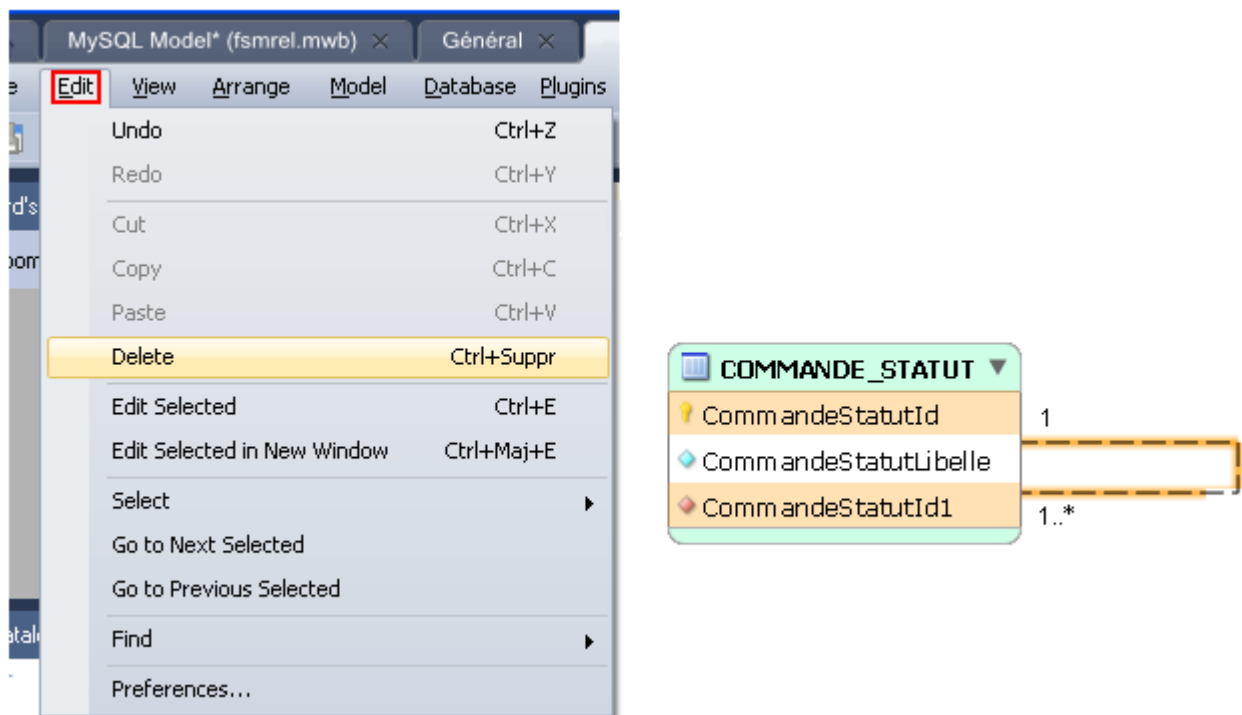 MySQL Model* (fsmrel.mwb) Général
Edit View Arrange Model Database Plugins
Undo Ctrl+Z
Redo Ctrl+Y
Cut Ctrl+X
Copy Ctrl+C
Paste Ctrl+V
Delete Ctrl+Suppr
Edit Selected Ctrl+E
Edit Selected in New Window Ctrl+Maj+E
Select
Go to Next Selected
Go to Previous Selected
Find
Preferences...
COMMANDE_STATUT
CommandeStatutId
CommandeStatutLibelle
CommandeStatutId1
1
1..*